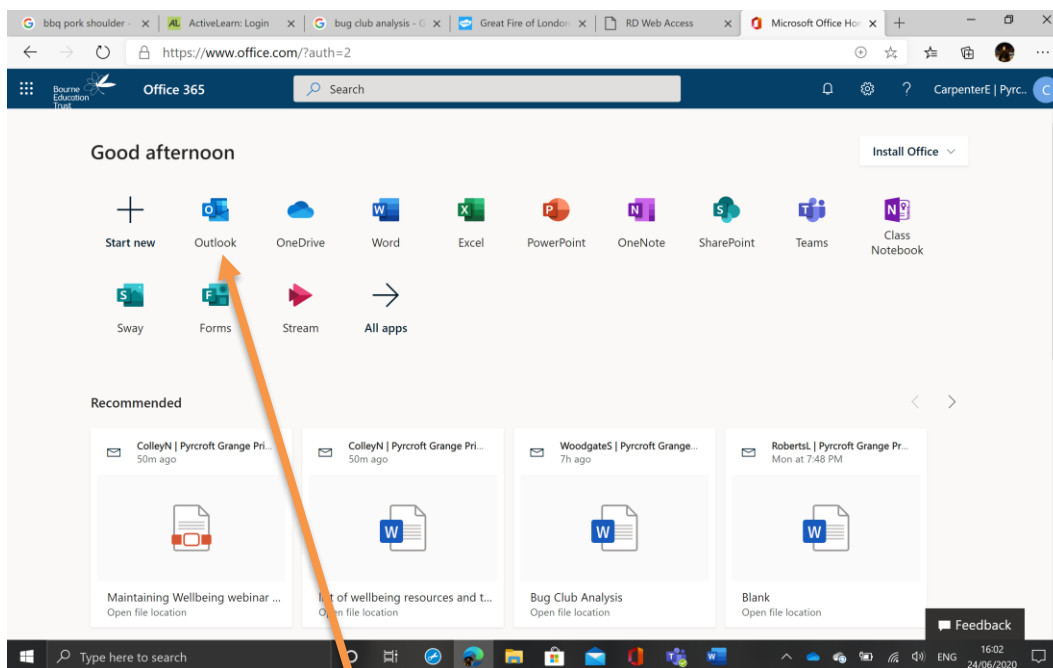 bbq pork shoulder -
ActiveLearn: Login
bug club analysis - G
Great Fire of London
RD Web Access
Microsoft Office Hor
https://www.office.com/?auth=2
Bourne Education Trust
Office 365
Search
CarpenterE | Pyrc..
C
Good afternoon
Install Office
Start new
Outlook
OneDrive
Word
Excel
PowerPoint
OneNote
SharePoint
Teams
Class
Notebook
Sway
Forms
Stream
All apps
Recommended
ColleyN | Pyrcroft Grange Pri...
50m ago
ColleyN | Pyrcroft Grange Pri...
50m ago
WoodgateS | Pyrcroft Grange...
7h ago
RobertsL | Pyrcroft Grange Pr...
Mon at 7:48 PM
Maintaining Wellbeing webinar ...
Open file location
of wellbeing resources and t...
file location
Bug Club Analysis
Open file location
Blank
Open file location
Feedback
Type here to search
ENG
16:02
24/06/2020